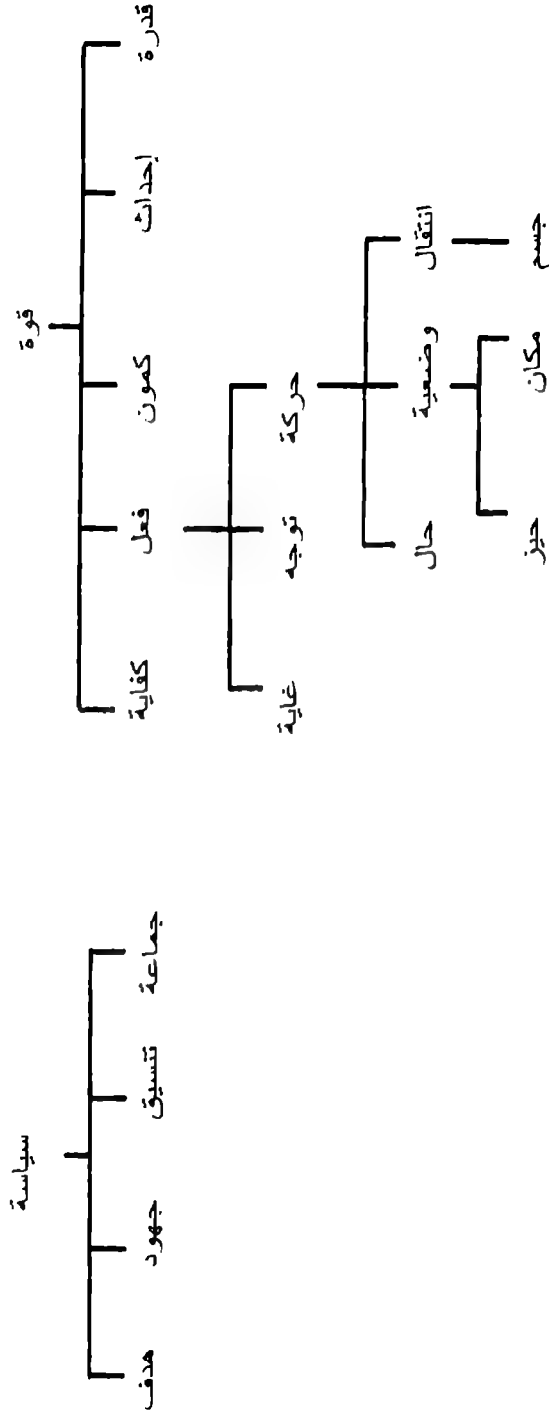 قوة
سياسة
قدرة إحداث كمون فعل كفاية
جماعة تنسيق جهود هدف
حركة توجه غاية
انتقال وضعية حال
جسم مكان حيز